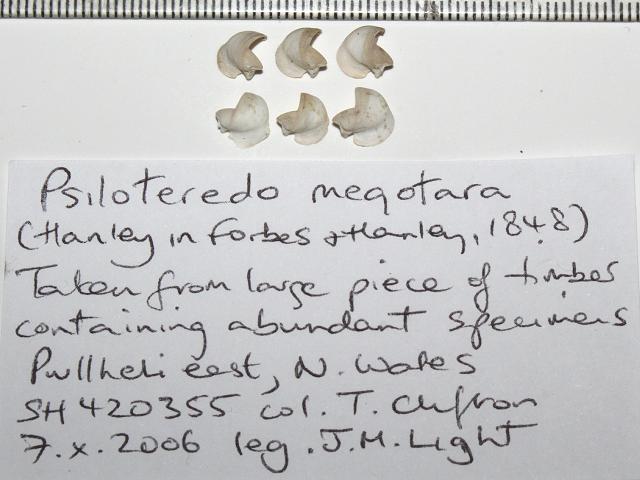 Psiloteredo megotara
(Hanley in Forbes & Hanley, 1848)
Taken from large piece of timber
containing abundant specimens
Pwllheli east, N. Wales
SH 420355 col. T. Clifton
7.x.2006 leg. J.M. Light